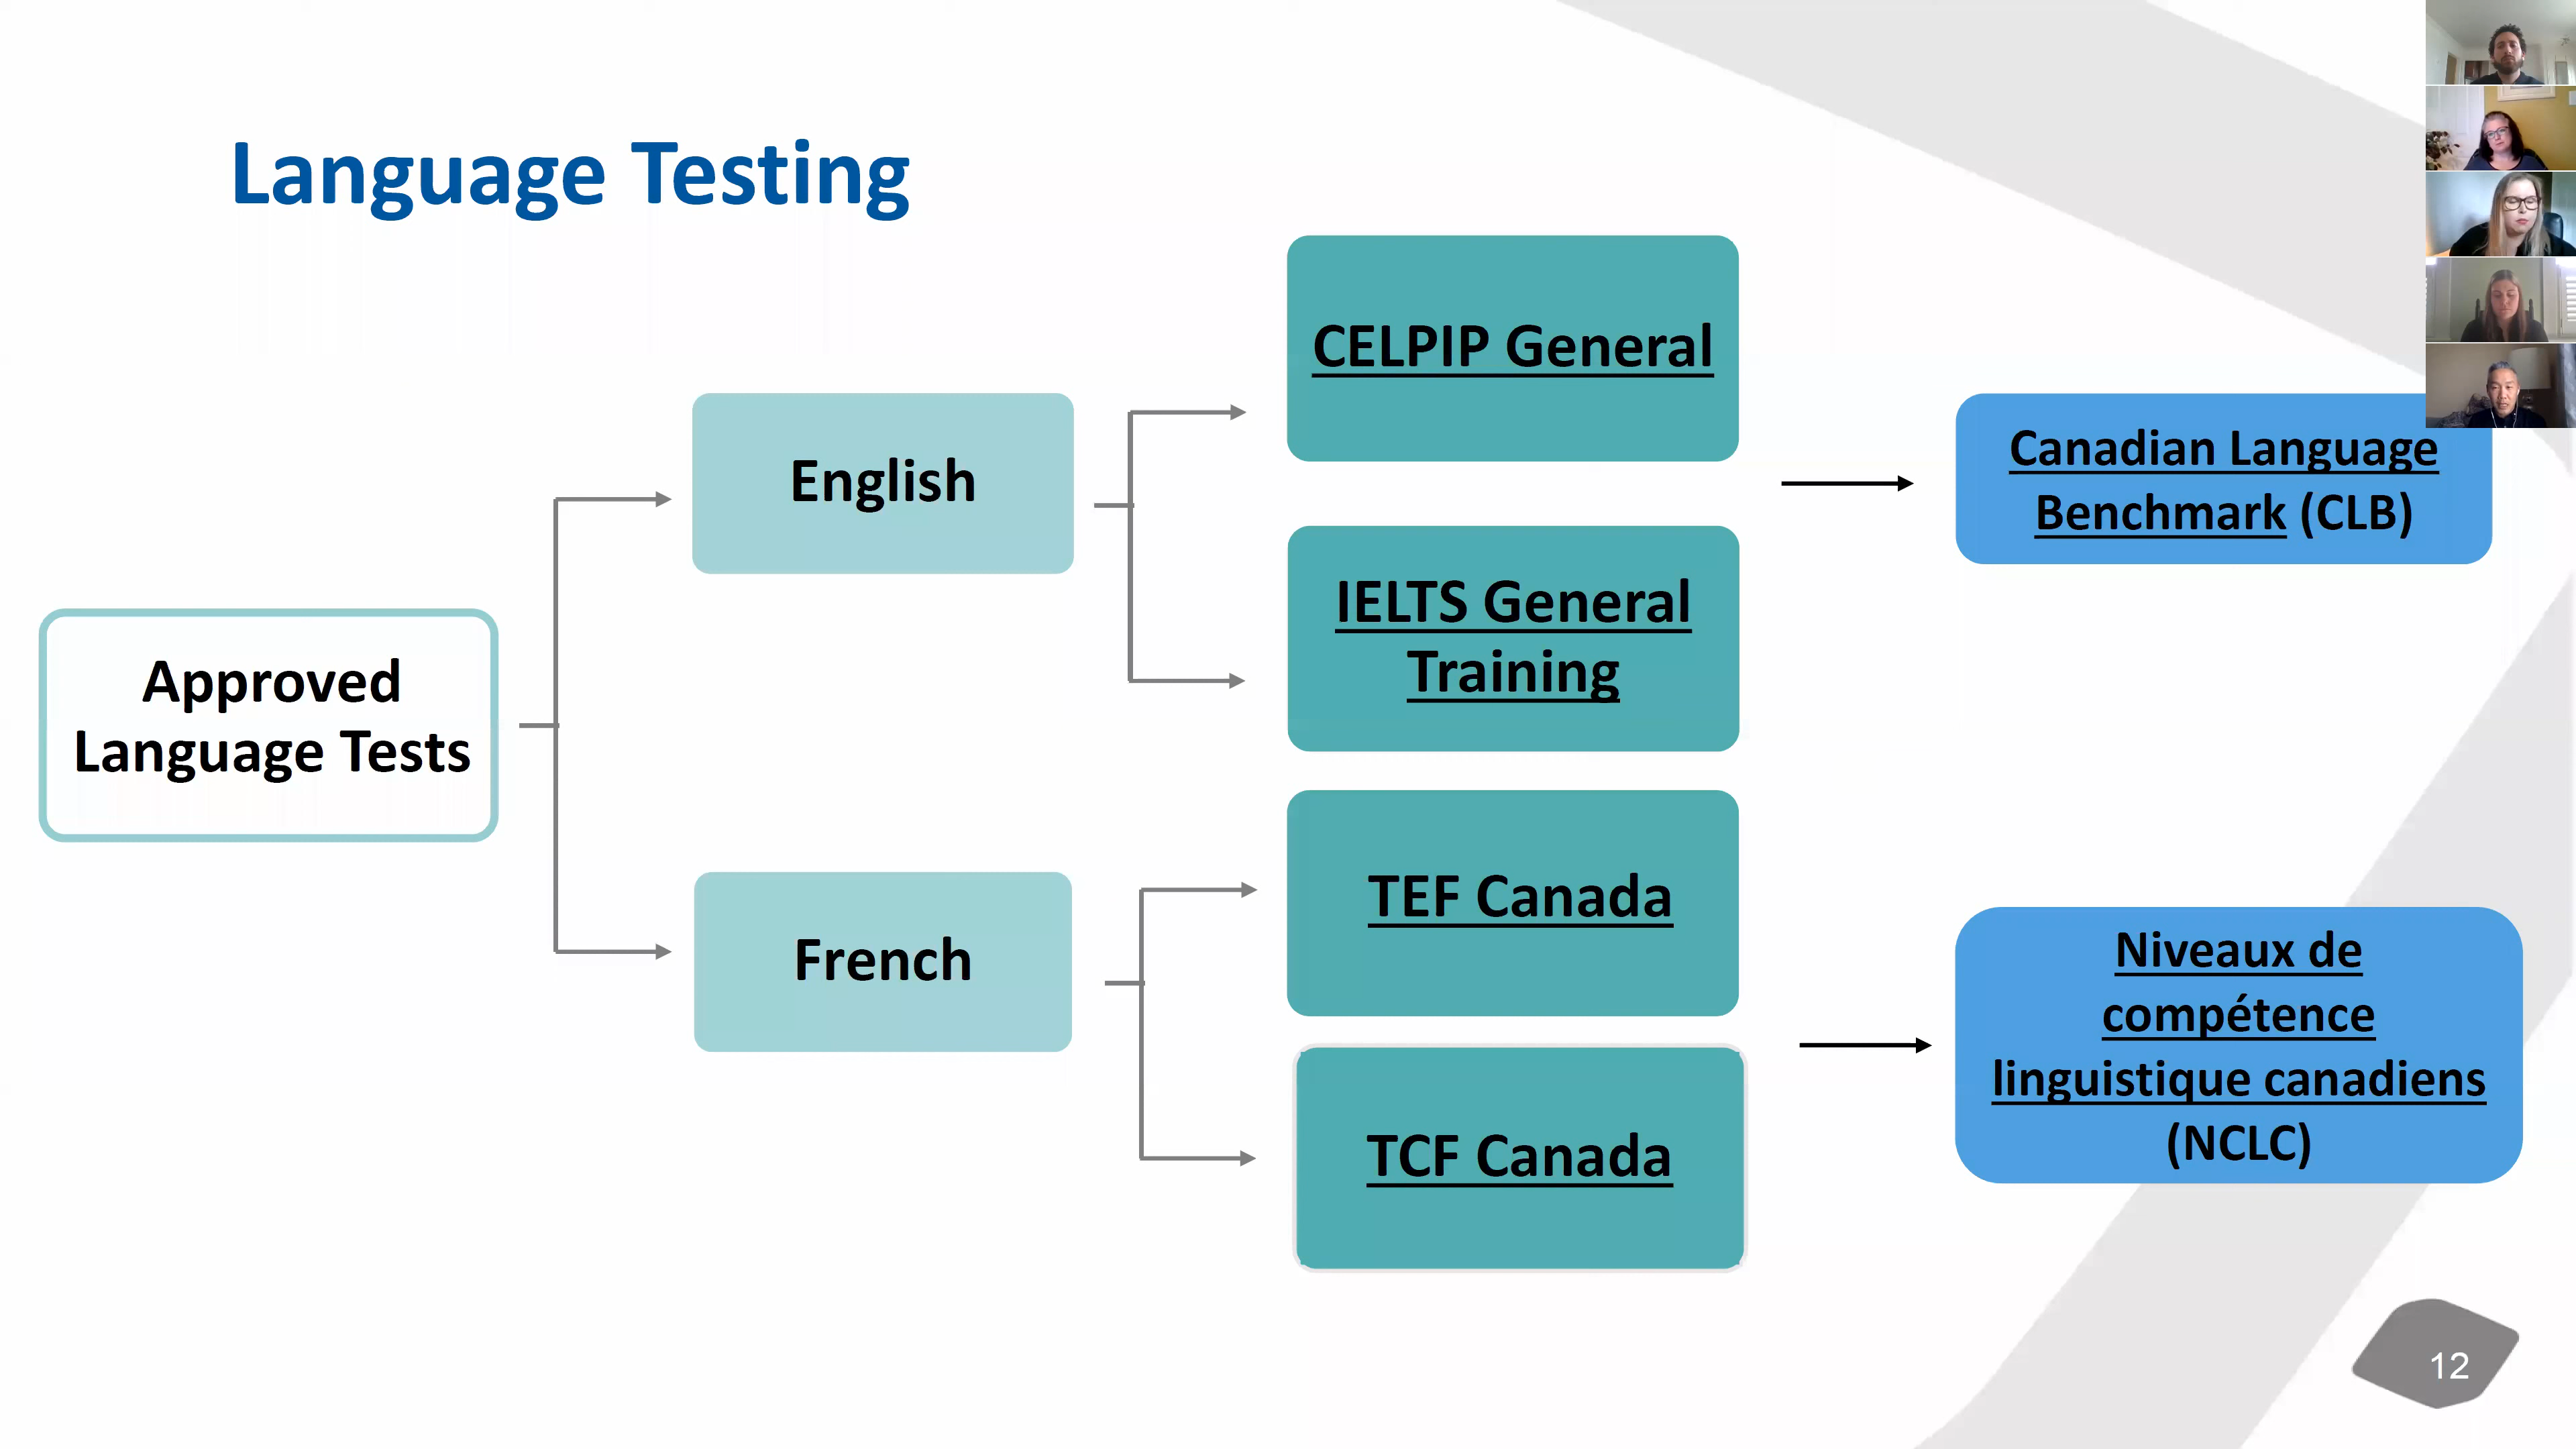 Language Testing
Approved
Language Tests
English
French
CELPIP General
IELTS General
Training
TEF Canada
TCF Canada
Canadian Language
Benchmark (CLB)
Niveaux de
compétence
linguistique canadiens
(NCLC)
12